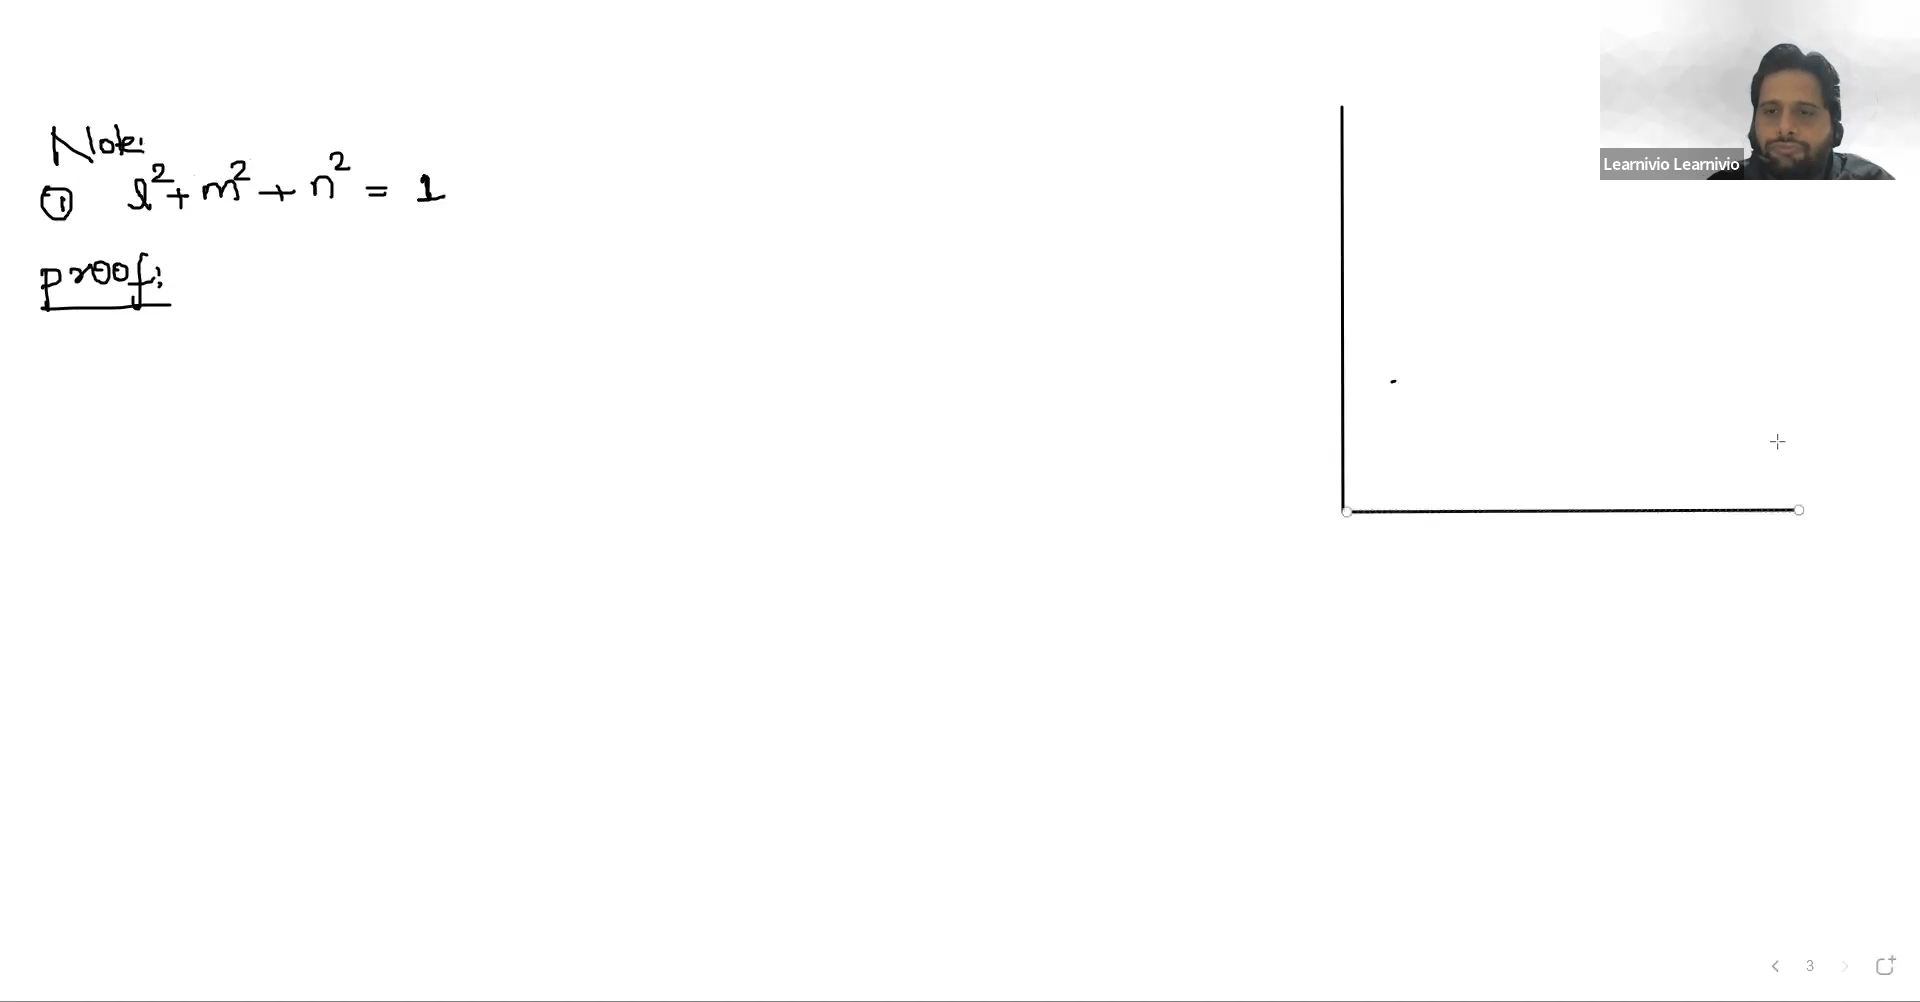 Note:
① l² + m² + n² = 1
proof:
Learnivio Learnivio
3